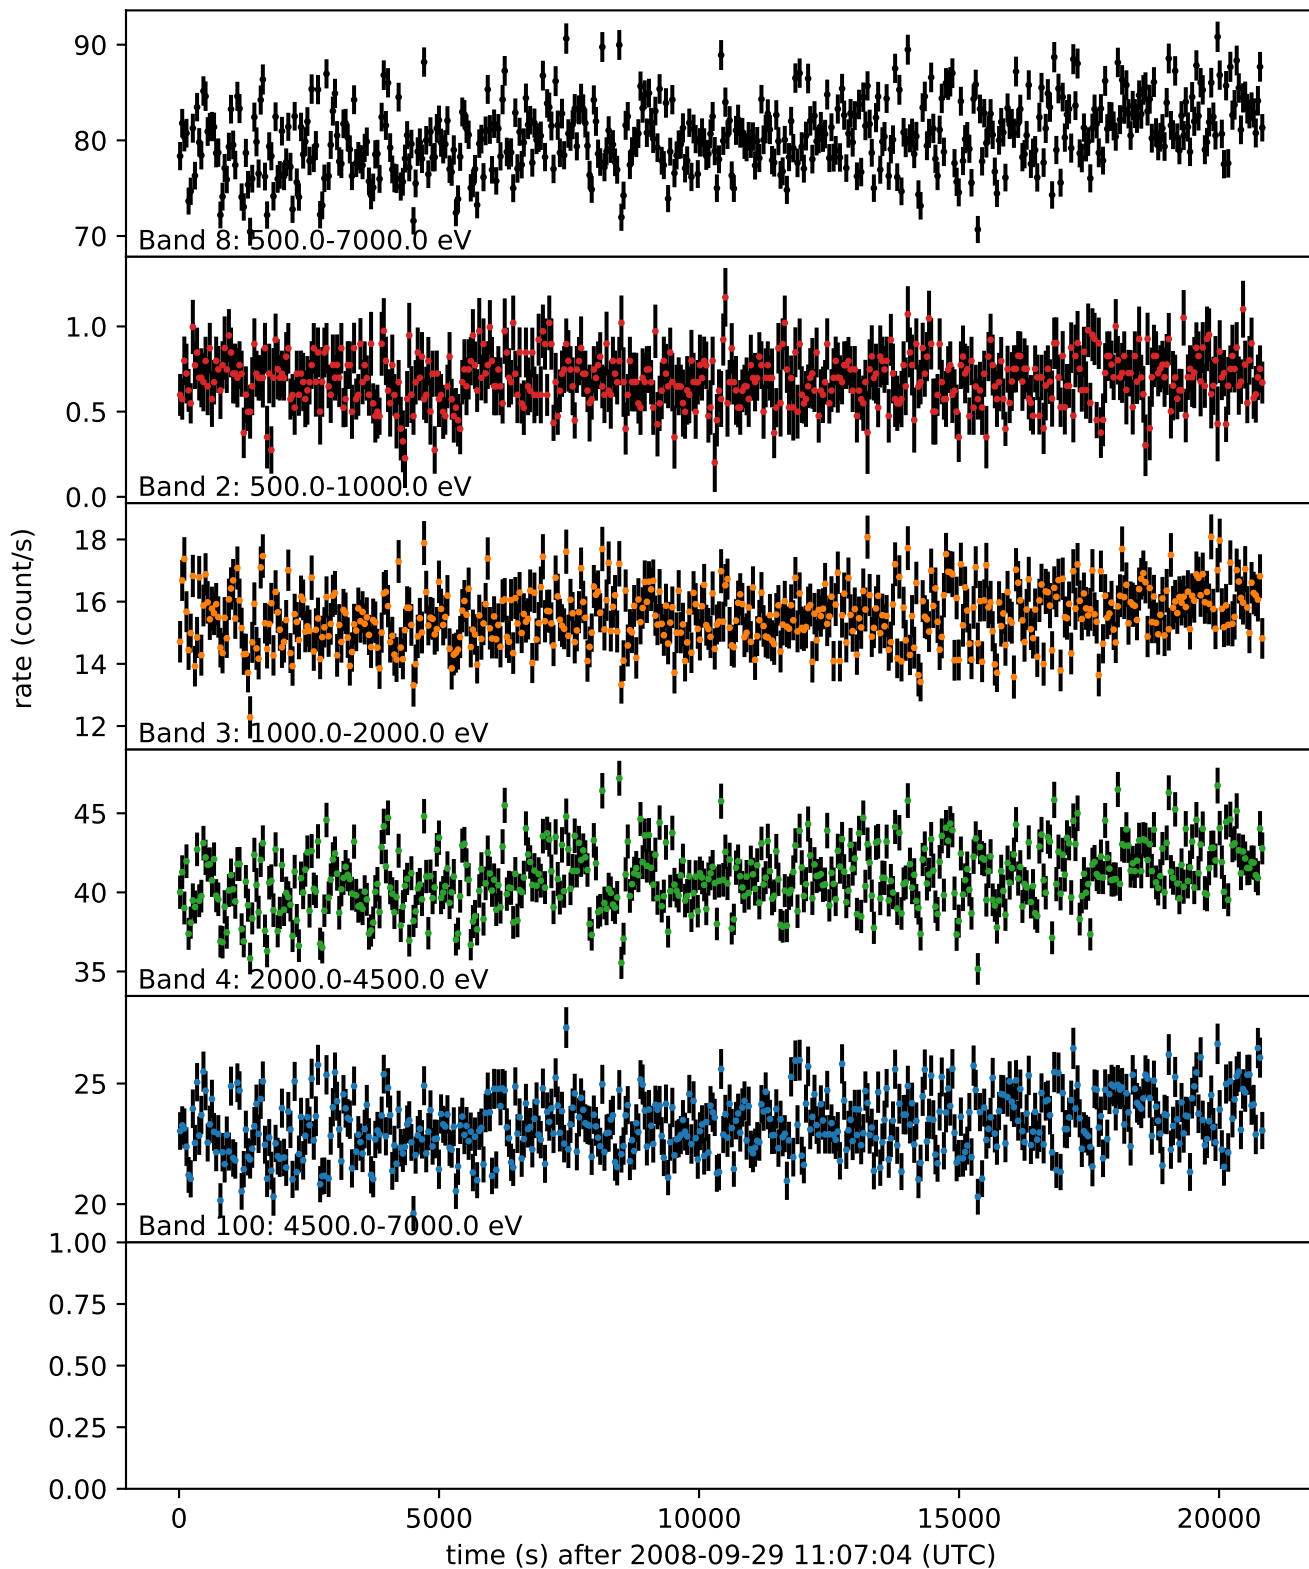 90
80
70
Band 8: 500.0-7000.0 eV
1.0
0.5
0.0
Band 2: 500.0-1000.0 eV
rate (count/s)
18
16
14
12
Band 3: 1000.0-2000.0 eV
45
40
35
Band 4: 2000.0-4500.0 eV
25
20
Band 100: 4500.0-7000.0 eV
1.00
0.75
0.50
0.25
0.00
0 5000 10000 15000 20000
time (s) after 2008-09-29 11:07:04 (UTC)